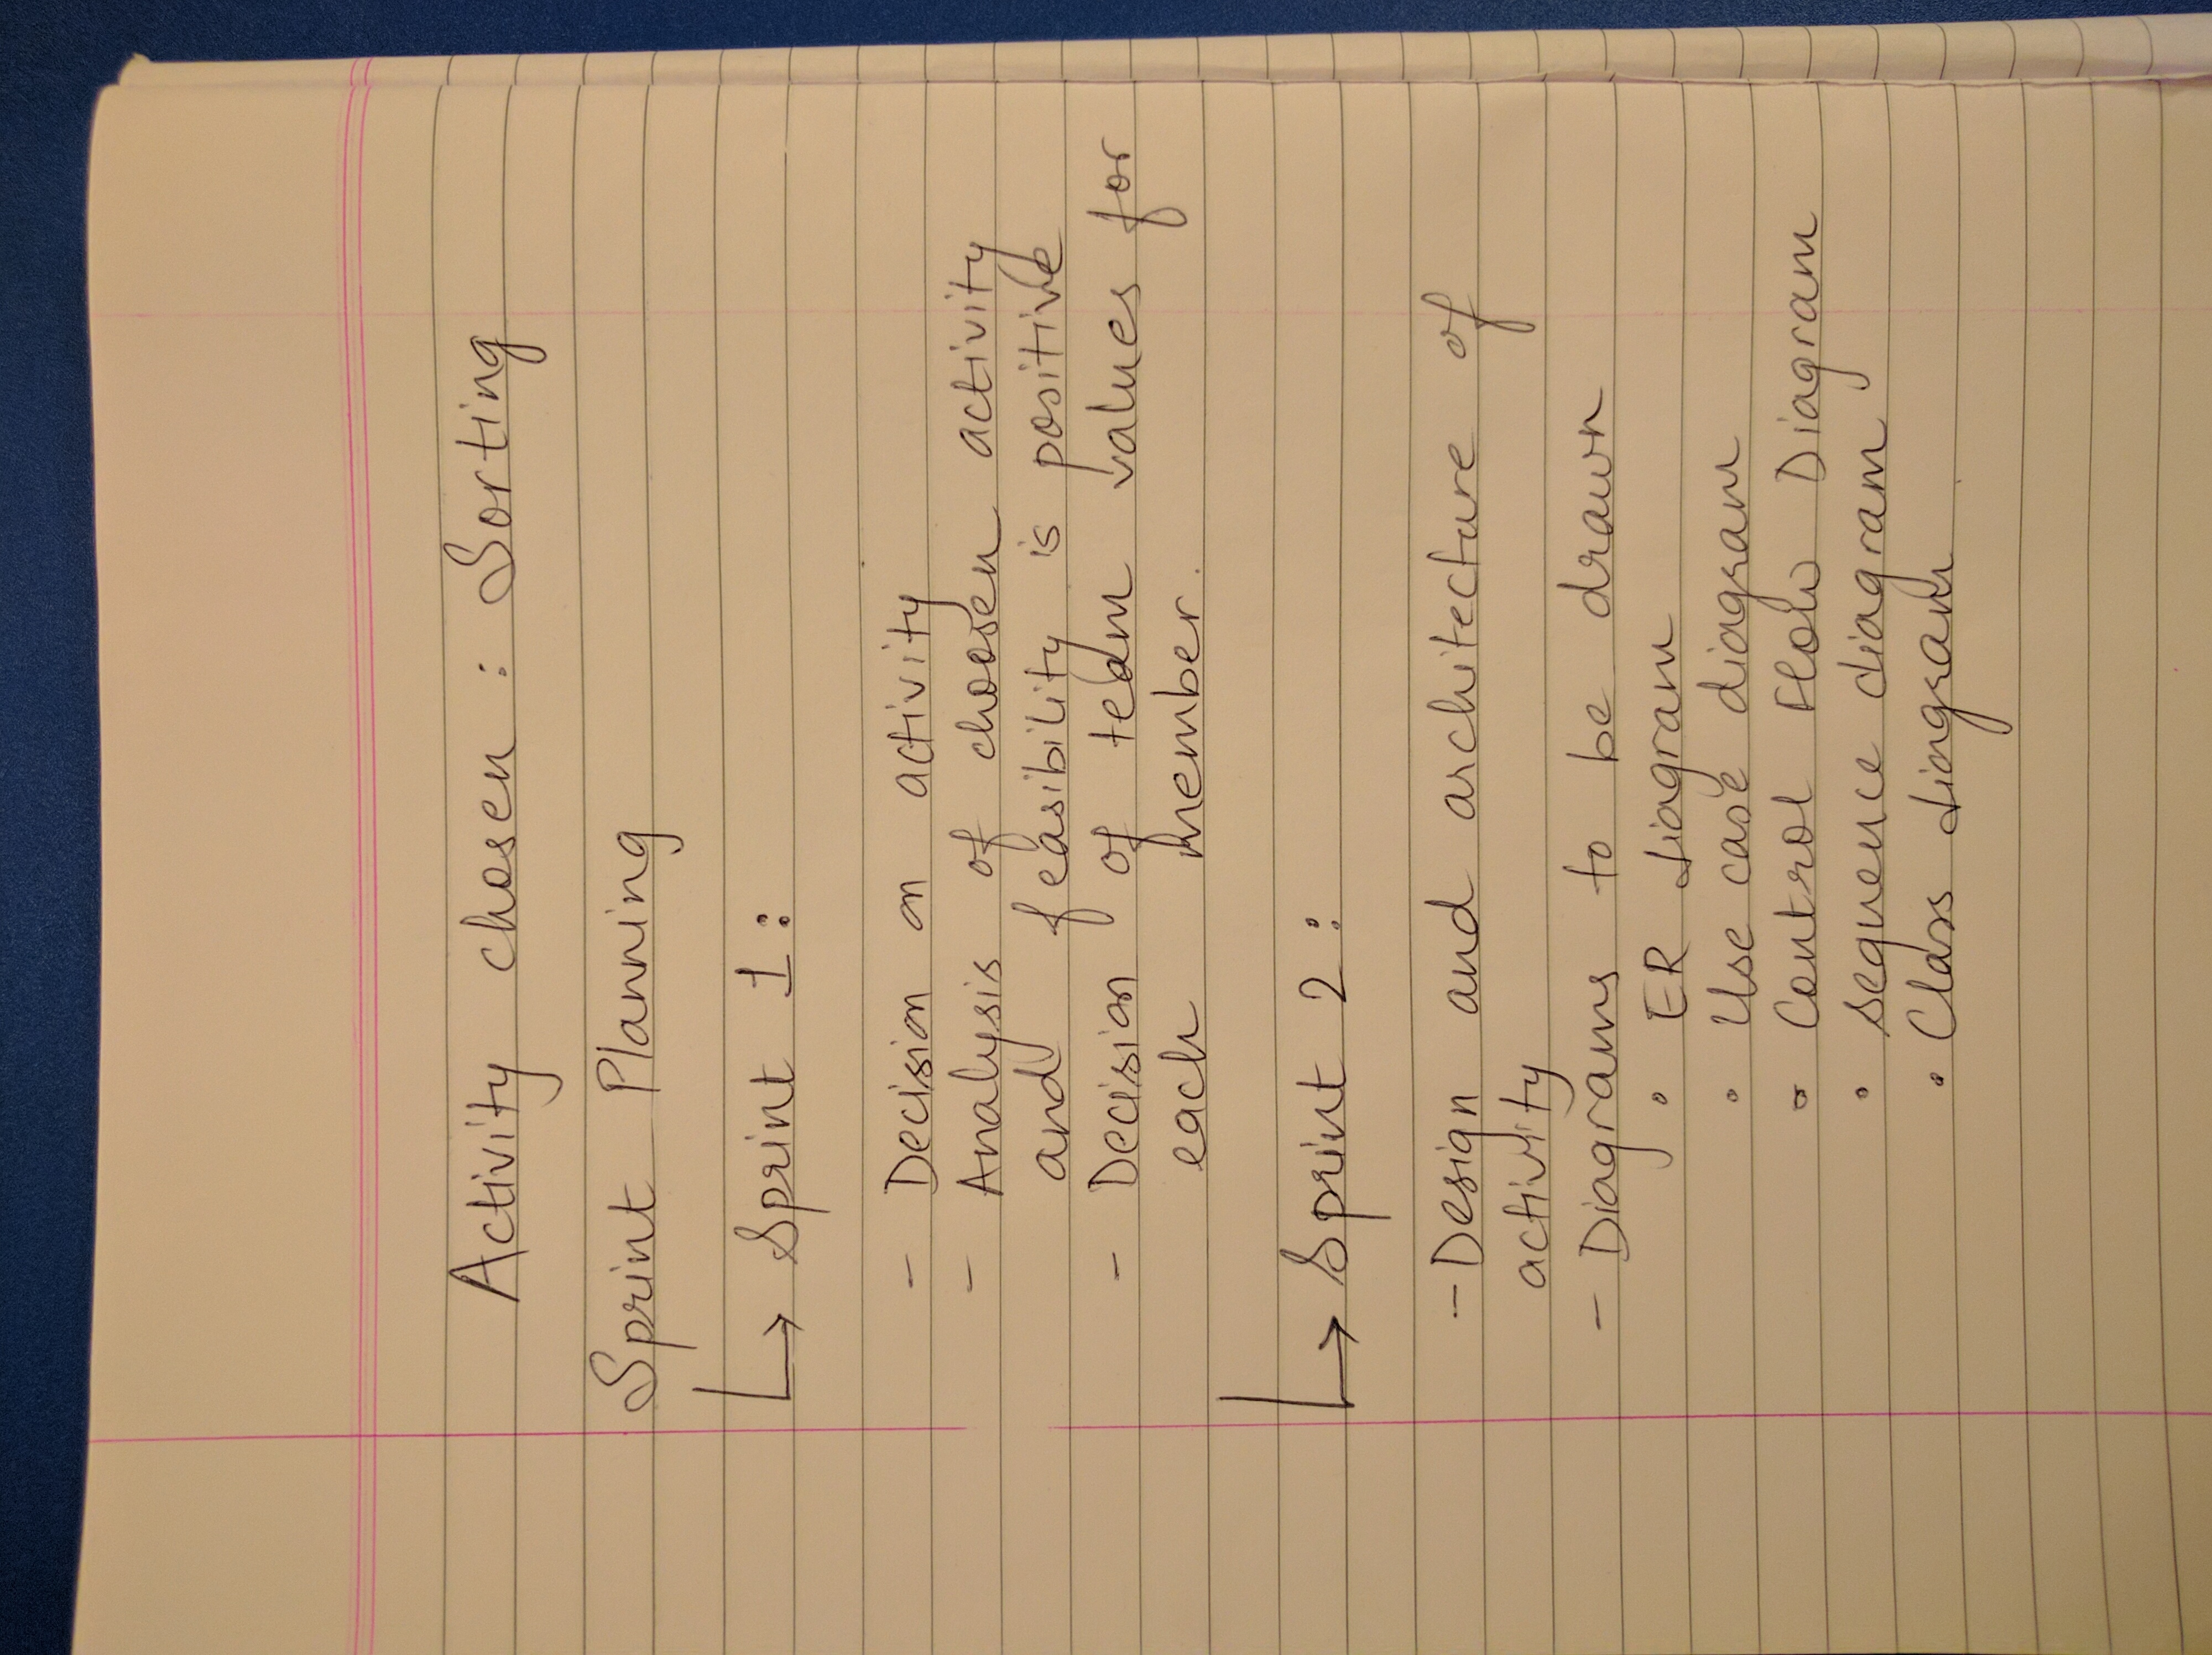 Activity chosen : Sorting
Sprint Planning
↳ Sprint 1 :
- Decision on activity
- Analysis of choosen activity
and feasibility is positive
- Decision of team values for
each member.
↳ Sprint 2 :
- Design and architecture of
activity
- Diagrams to be drawn
• ER diagram
• Use case diagram
• Control Flow Diagram
• sequence diagram
• Class diagram